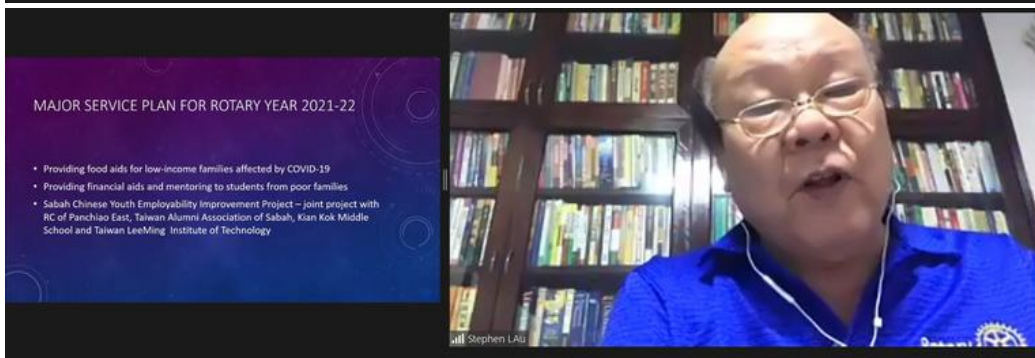 MAJOR SERVICE PLAN FOR ROTARY YEAR 2021-22
• Providing food aids for low-income families affected by COVID-19
• Providing financial aids and mentoring to students from poor families
• Sabah Chinese Youth Employability Improvement Project – joint project with
RC of Panchiao East, Taiwan Alumni Association of Sabah, Kian Kok Middle
School and Taiwan LeeMing Institute of Technology
Stephen LAu
Rotary